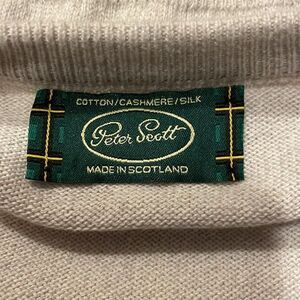 COTTON/CASHMERE/SILK
Peter Scott
MADE IN SCOTLAND